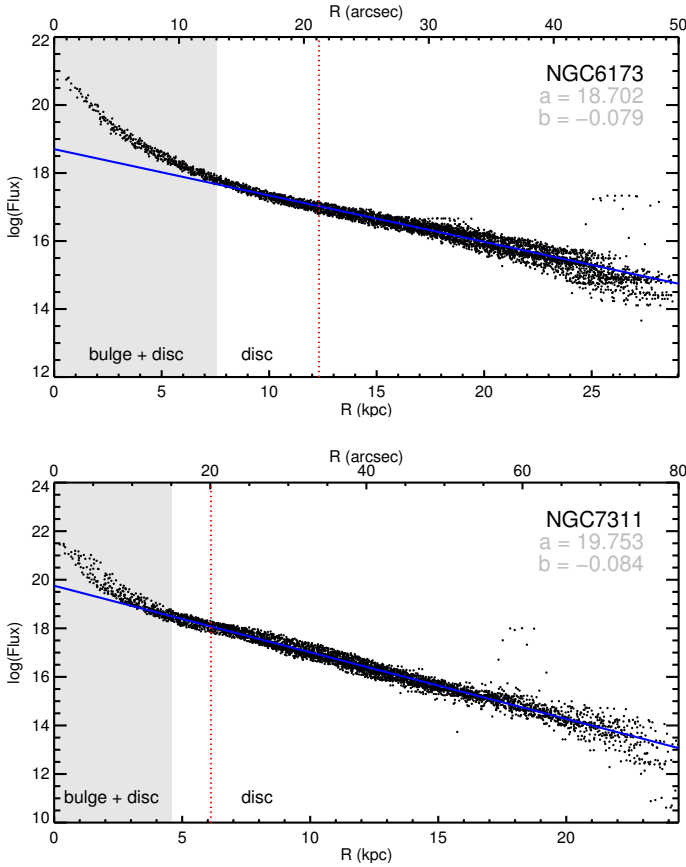 R (arcsec)
0 10 20 30 40 50
22
20
18
16
14
12
log(Flux)
NGC6173
a = 18.702
b = −0.079
bulge + disc
disc
0 5 10 15 20 25
R (kpc)
R (arcsec)
0 20 40 60 80
24
22
20
18
16
14
12
10
log(Flux)
NGC7311
a = 19.753
b = −0.084
bulge + disc
disc
0 5 10 15 20
R (kpc)